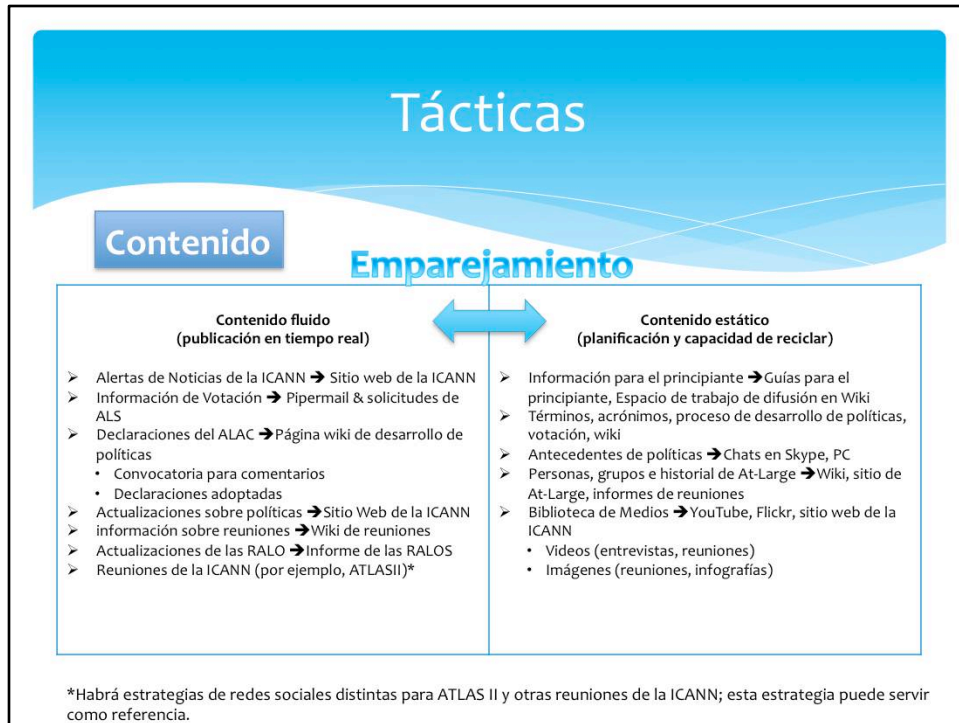 Tácticas
Contenido
Emparejamiento
Contenido fluido
(publicación en tiempo real)
➢ Alertas de Noticias de la ICANN ➔ Sitio web de la ICANN
➢ Información de Votación ➔ Pipermail & solicitudes de
ALS
➢ Declaraciones del ALAC ➔Página wiki de desarrollo de
políticas
• Convocatoria para comentarios
• Declaraciones adoptadas
➢ Actualizaciones sobre políticas ➔Sitio Web de la ICANN
➢ información sobre reuniones ➔Wiki de reuniones
➢ Actualizaciones de las RALO ➔Informe de las RALOS
➢ Reuniones de la ICANN (por ejemplo, ATLASII)*
Contenido estático
(planificación y capacidad de reciclar)
➢ Información para el principiante ➔Guías para el
principiante, Espacio de trabajo de difusión en Wiki
➢ Términos, acrónimos, proceso de desarrollo de políticas,
votación, wiki
➢ Antecedentes de políticas ➔Chats en Skype, PC
➢ Personas, grupos e historial de At-Large ➔Wiki, sitio de
At-Large, informes de reuniones
➢ Biblioteca de Medios ➔YouTube, Flickr, sitio web de la
ICANN
• Videos (entrevistas, reuniones)
• Imágenes (reuniones, infografías)
*Habrá estrategias de redes sociales distintas para ATLAS II y otras reuniones de la ICANN; esta estrategia puede servir
como referencia.